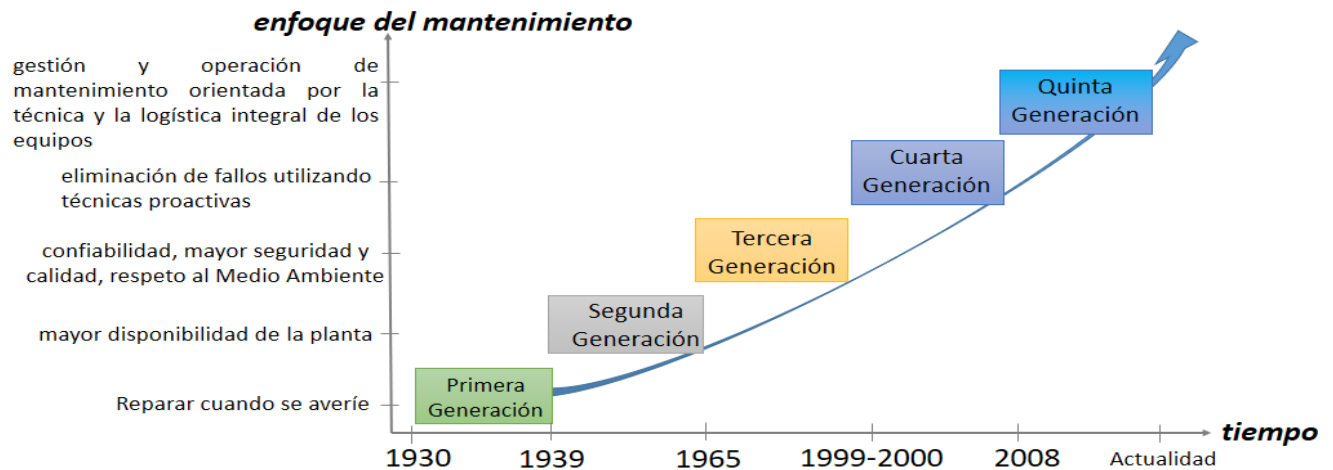 enfoque del mantenimiento
gestión y operación de
mantenimiento orientada por la
técnica y la logística integral de los
equipos
eliminación de fallos utilizando
técnicas proactivas
confiabilidad, mayor seguridad y
calidad, respeto al Medio Ambiente
mayor disponibilidad de la planta
Reparar cuando se averíe
Quinta
Generación
Cuarta
Generación
Tercera
Generación
Segunda
Generación
Primera
Generación
tiempo
1930
1939
1965
1999-2000
2008
Actualidad